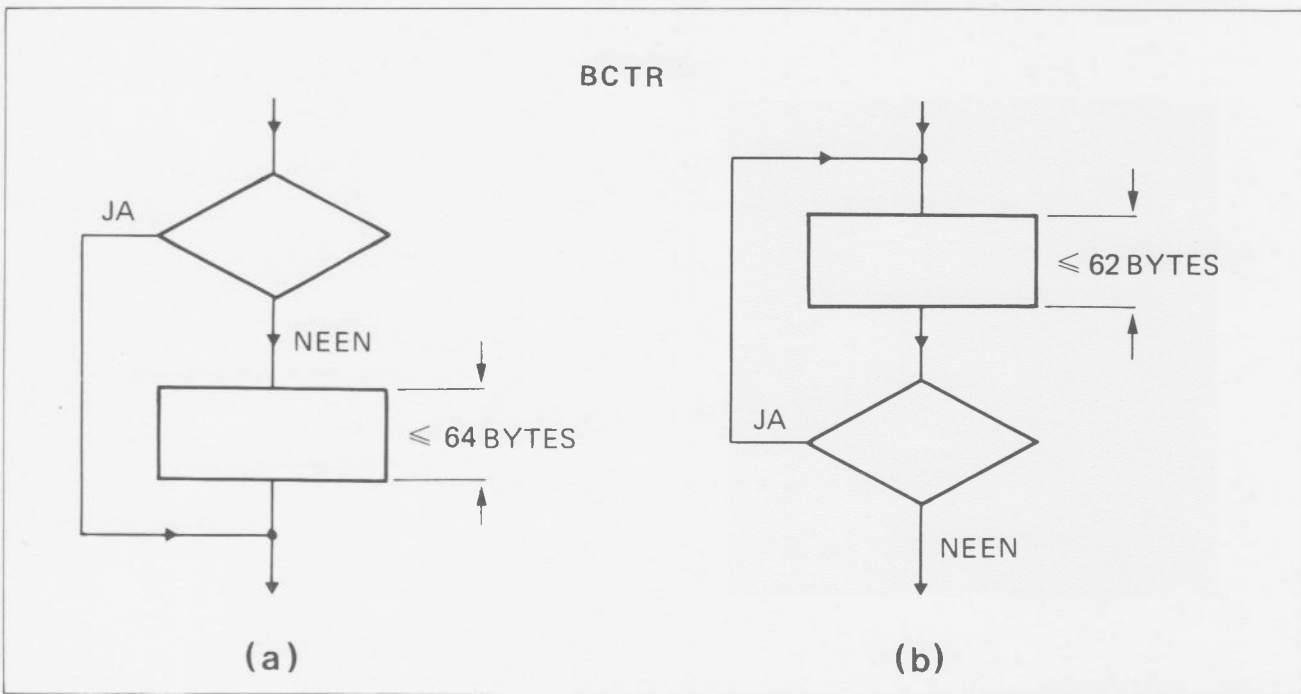 BCTR
JA
NEEN
≤ 64 BYTES
(a)
≤ 62 BYTES
JA
NEEN
(b)